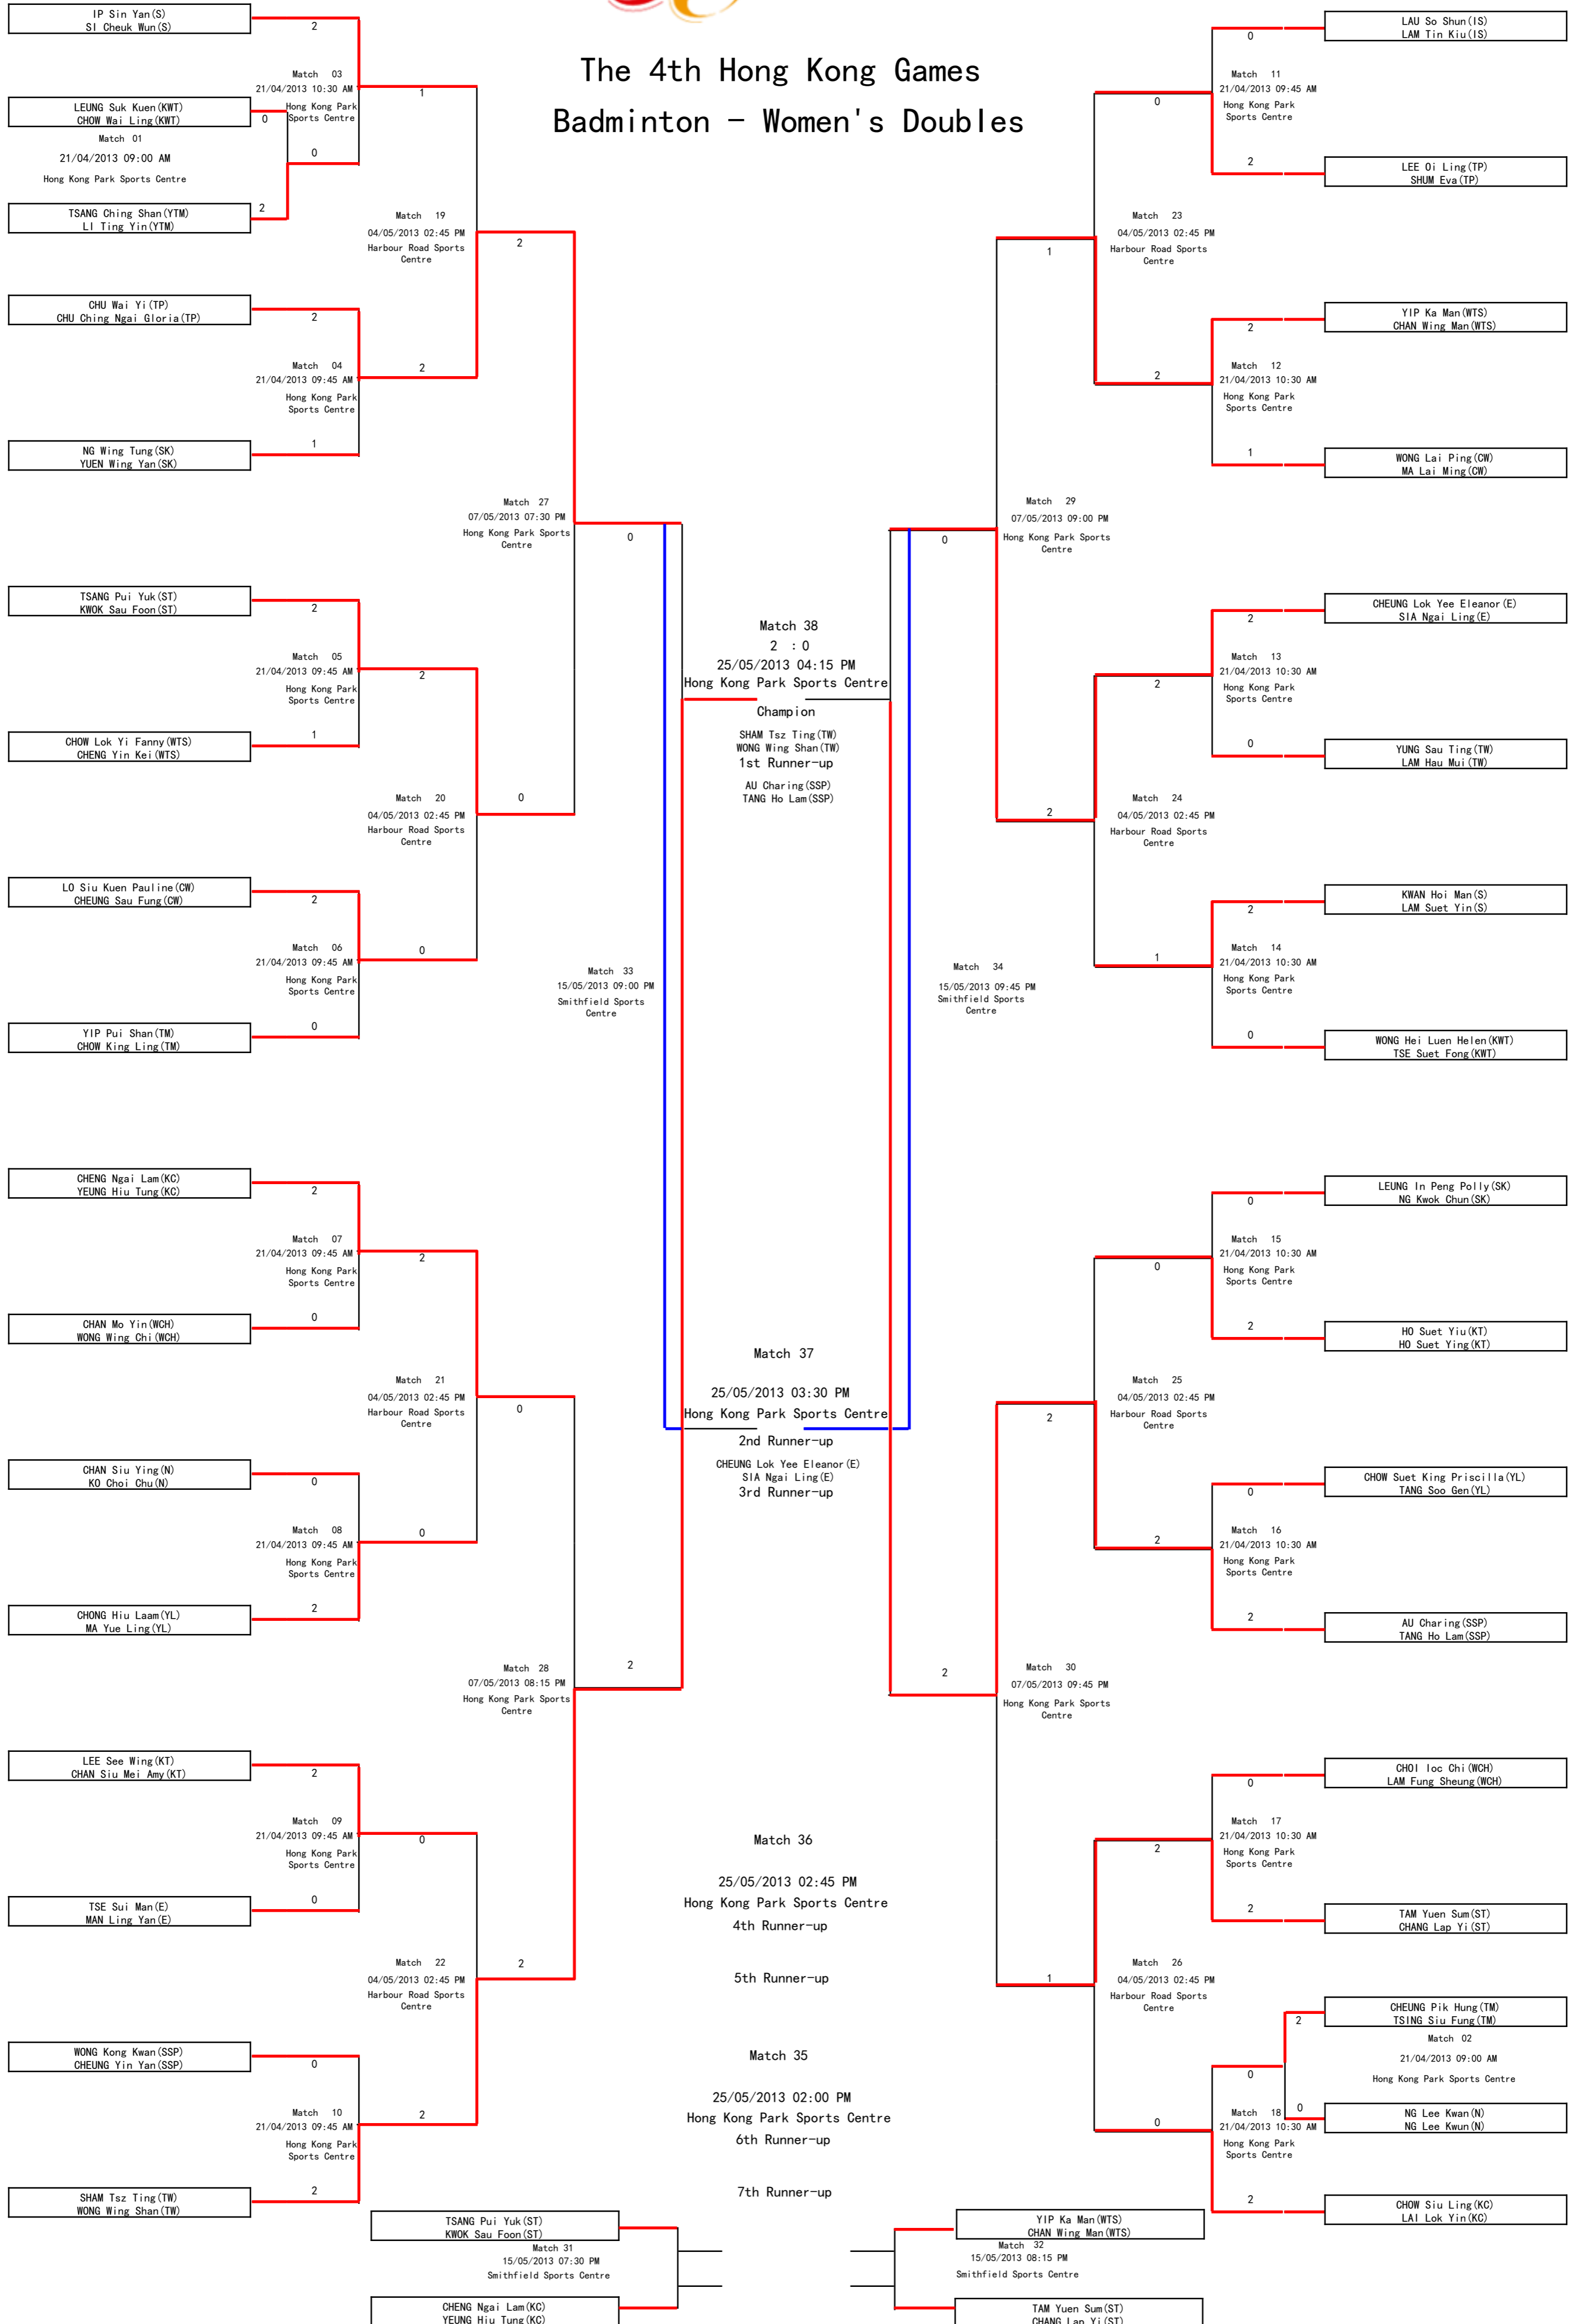 The 4th Hong Kong Games
Badminton - Women's Doubles
IP Sin Yan(S)
SI Cheuk Wun(S)
2
Match 03
21/04/2013 10:30 AM
Hong Kong Park
Sports Centre
1
LEUNG Suk Kuen(KWT)
CHOW Wai Ling(KWT)
0
Match 01
21/04/2013 09:00 AM
Hong Kong Park Sports Centre
0
TSANG Ching Shan(YTM)
LI Ting Yin(YTM)
2
Match 19
04/05/2013 02:45 PM
Harbour Road Sports
Centre
2
CHU Wai Yi(TP)
CHU Ching Ngai Gloria(TP)
2
Match 04
21/04/2013 09:45 AM
Hong Kong Park
Sports Centre
2
NG Wing Tung(SK)
YUEN Wing Yan(SK)
1
Match 27
07/05/2013 07:30 PM
Hong Kong Park Sports
Centre
0
TSANG Pui Yuk(ST)
KWOK Sau Foon(ST)
2
Match 05
21/04/2013 09:45 AM
Hong Kong Park
Sports Centre
2
CHOW Lok Yi Fanny(WTS)
CHENG Yin Kei(WTS)
1
Match 20
04/05/2013 02:45 PM
Harbour Road Sports
Centre
0
LO Siu Kuen Pauline(CW)
CHEUNG Sau Fung(CW)
2
Match 06
21/04/2013 09:45 AM
Hong Kong Park
Sports Centre
0
YIP Pui Shan(TM)
CHOW King Ling(TM)
0
Match 33
15/05/2013 09:00 PM
Smithfield Sports
Centre
CHENG Ngai Lam(KC)
YEUNG Hiu Tung(KC)
2
Match 07
21/04/2013 09:45 AM
Hong Kong Park
Sports Centre
2
CHAN Mo Yin(WCH)
WONG Wing Chi(WCH)
0
Match 21
04/05/2013 02:45 PM
Harbour Road Sports
Centre
0
CHAN Siu Ying(N)
KO Choi Chu(N)
0
Match 08
21/04/2013 09:45 AM
Hong Kong Park
Sports Centre
0
CHONG Hiu Laam(YL)
MA Yue Ling(YL)
2
Match 28
07/05/2013 08:15 PM
Hong Kong Park Sports
Centre
2
LEE See Wing(KT)
CHAN Siu Mei Amy(KT)
2
Match 09
21/04/2013 09:45 AM
Hong Kong Park
Sports Centre
0
TSE Sui Man(E)
MAN Ling Yan(E)
0
Match 22
04/05/2013 02:45 PM
Harbour Road Sports
Centre
2
WONG Kong Kwan(SSP)
CHEUNG Yin Yan(SSP)
0
Match 10
21/04/2013 09:45 AM
Hong Kong Park
Sports Centre
2
SHAM Tsz Ting(TW)
WONG Wing Shan(TW)
2
Match 38
2 : 0
25/05/2013 04:15 PM
Hong Kong Park Sports Centre
Champion
SHAM Tsz Ting(TW)
WONG Wing Shan(TW)
1st Runner-up
AU Charing(SSP)
TANG Ho Lam(SSP)
Match 37
25/05/2013 03:30 PM
Hong Kong Park Sports Centre
2nd Runner-up
CHEUNG Lok Yee Eleanor(E)
SIA Ngai Ling(E)
3rd Runner-up
Match 36
25/05/2013 02:45 PM
Hong Kong Park Sports Centre
4th Runner-up
5th Runner-up
Match 35
25/05/2013 02:00 PM
Hong Kong Park Sports Centre
6th Runner-up
7th Runner-up
LAU So Shun(IS)
LAM Tin Kiu(IS)
0
Match 11
21/04/2013 09:45 AM
Hong Kong Park
Sports Centre
0
LEE Oi Ling(TP)
SHUM Eva(TP)
2
Match 23
04/05/2013 02:45 PM
Harbour Road Sports
Centre
1
YIP Ka Man(WTS)
CHAN Wing Man(WTS)
2
Match 12
21/04/2013 10:30 AM
Hong Kong Park
Sports Centre
2
WONG Lai Ping(CW)
MA Lai Ming(CW)
1
Match 29
07/05/2013 09:00 PM
Hong Kong Park Sports
Centre
0
CHEUNG Lok Yee Eleanor(E)
SIA Ngai Ling(E)
2
Match 13
21/04/2013 10:30 AM
Hong Kong Park
Sports Centre
2
YUNG Sau Ting(TW)
LAM Hau Mui(TW)
0
Match 24
04/05/2013 02:45 PM
Harbour Road Sports
Centre
2
KWAN Hoi Man(S)
LAM Suet Yin(S)
2
Match 14
21/04/2013 10:30 AM
Hong Kong Park
Sports Centre
1
WONG Hei Luen Helen(KWT)
TSE Suet Fong(KWT)
0
Match 34
15/05/2013 09:45 PM
Smithfield Sports
Centre
LEUNG In Peng Polly(SK)
NG Kwok Chun(SK)
0
Match 15
21/04/2013 10:30 AM
Hong Kong Park
Sports Centre
0
HO Suet Yiu(KT)
HO Suet Ying(KT)
2
Match 25
04/05/2013 02:45 PM
Harbour Road Sports
Centre
2
CHOW Suet King Priscilla(YL)
TANG Soo Gen(YL)
0
Match 16
21/04/2013 10:30 AM
Hong Kong Park
Sports Centre
2
AU Charing(SSP)
TANG Ho Lam(SSP)
2
Match 30
07/05/2013 09:45 PM
Hong Kong Park Sports
Centre
2
CHOI Ioc Chi(WCH)
LAM Fung Sheung(WCH)
0
Match 17
21/04/2013 10:30 AM
Hong Kong Park
Sports Centre
2
TAM Yuen Sum(ST)
CHANG Lap Yi(ST)
2
Match 26
04/05/2013 02:45 PM
Harbour Road Sports
Centre
1
CHEUNG Pik Hung(TM)
TSING Siu Fung(TM)
2
Match 02
21/04/2013 09:00 AM
Hong Kong Park Sports Centre
0
NG Lee Kwan(N)
NG Lee Kwun(N)
0
Match 18
21/04/2013 10:30 AM
Hong Kong Park
Sports Centre
0
CHOW Siu Ling(KC)
LAI Lok Yin(KC)
2
TSANG Pui Yuk(ST)
KWOK Sau Foon(ST)
Match 31
15/05/2013 07:30 PM
Smithfield Sports Centre
CHENG Ngai Lam(KC)
YEUNG Hiu Tung(KC)
YIP Ka Man(WTS)
CHAN Wing Man(WTS)
Match 32
15/05/2013 08:15 PM
Smithfield Sports Centre
TAM Yuen Sum(ST)
CHANG Lap Yi(ST)